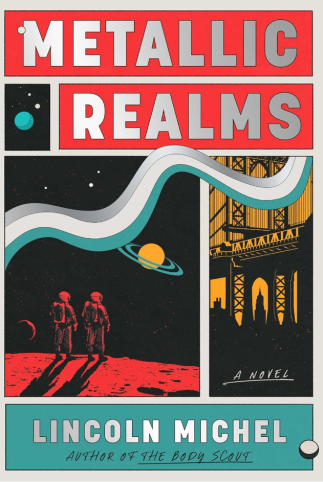 METALLIC
REALMS
A NOVEL
LINCOLN MICHEL
AUTHOR OF THE BODY SCOUT